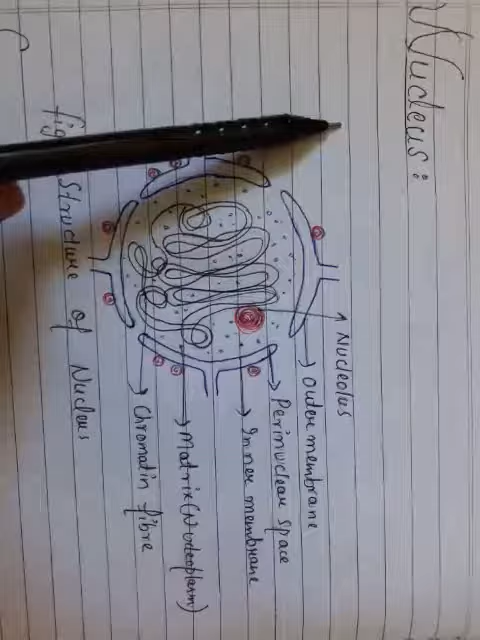 Nucleus:
Nucleolus
Outer membrane
Perinuclear space
Inner membrane
Matrix (Nucleoplasm)
Chromatin fibre
fig Structure of Nucleus